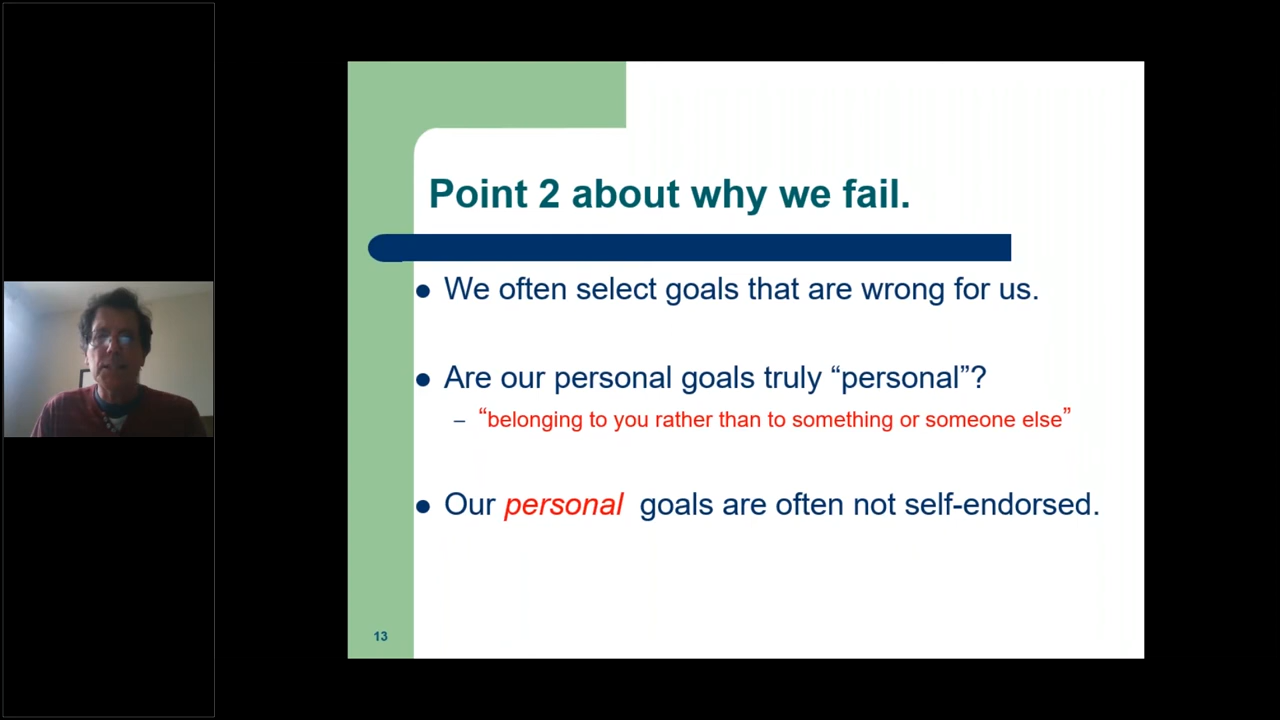 Point 2 about why we fail.
● We often select goals that are wrong for us.
● Are our personal goals truly “personal”?
– “belonging to you rather than to something or someone else”
● Our personal goals are often not self-endorsed.
13